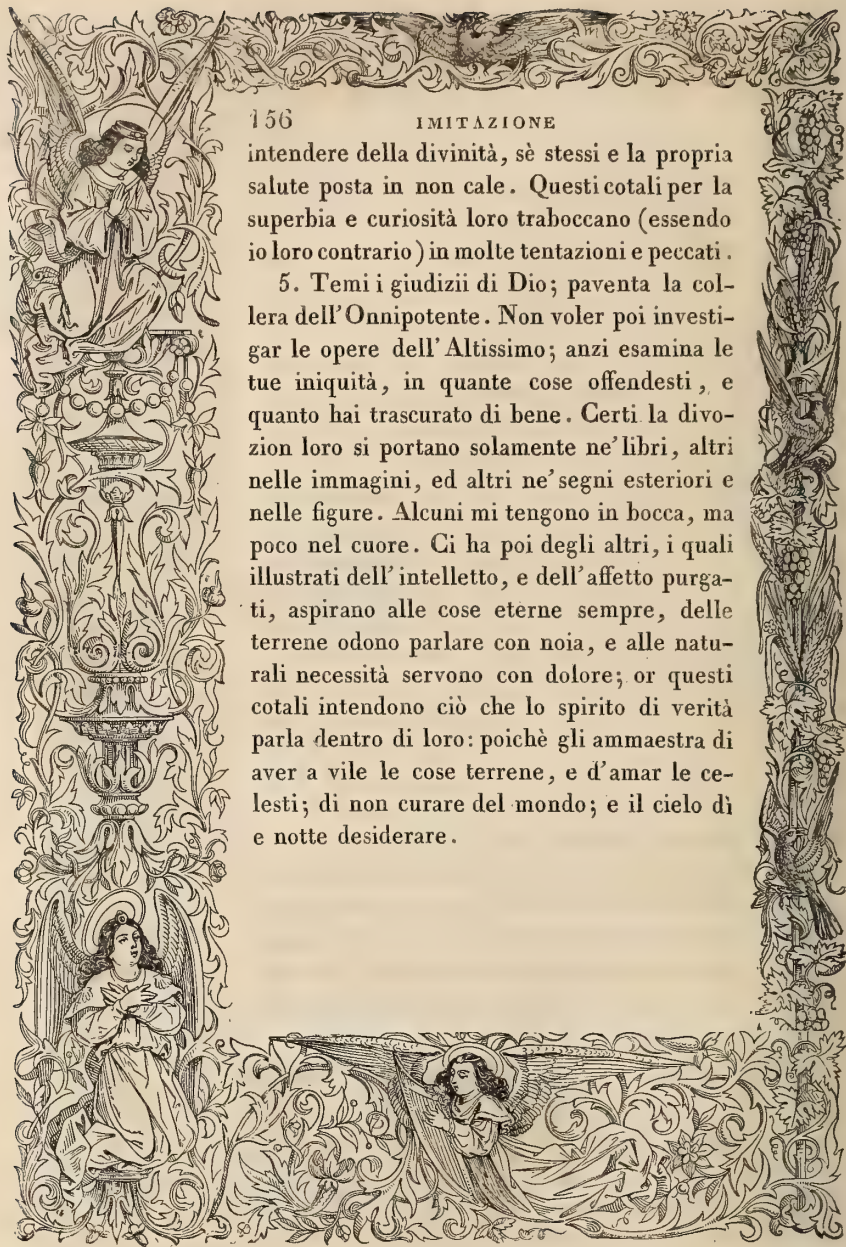 156 IMITAZIONE
intendere della divinità, sè stessi e la propria
salute posta in non cale. Questi cotali per la
superbia e curiosità loro traboccano (essendo
io loro contrario) in molte tentazioni e peccati.
5. Temi i giudizii di Dio; paventa la col-
lera dell'Onnipotente. Non voler poi investi-
gar le opere dell'Altissimo; anzi esamina le
tue iniquità, in quante cose offendesti, e
quanto hai trascurato di bene. Certi la divo-
zion loro si portano solamente ne' libri, altri
nelle immagini, ed altri ne' segni esteriori e
nelle figure. Alcuni mi tengono in bocca, ma
poco nel cuore. Ci ha poi degli altri, i quali
illustrati dell'intelletto, e dell'affetto purga-
ti, aspirano alle cose eterne sempre, delle
terrene odono parlare con noia, e alle natu-
rali necessità servono con dolore; or questi
cotali intendono ciò che lo spirito di verità
parla dentro di loro: poichè gli ammaestra di
aver a vile le cose terrene, e d'amar le ce-
lesti; di non curare del mondo; e il cielo dì
e notte desiderare.